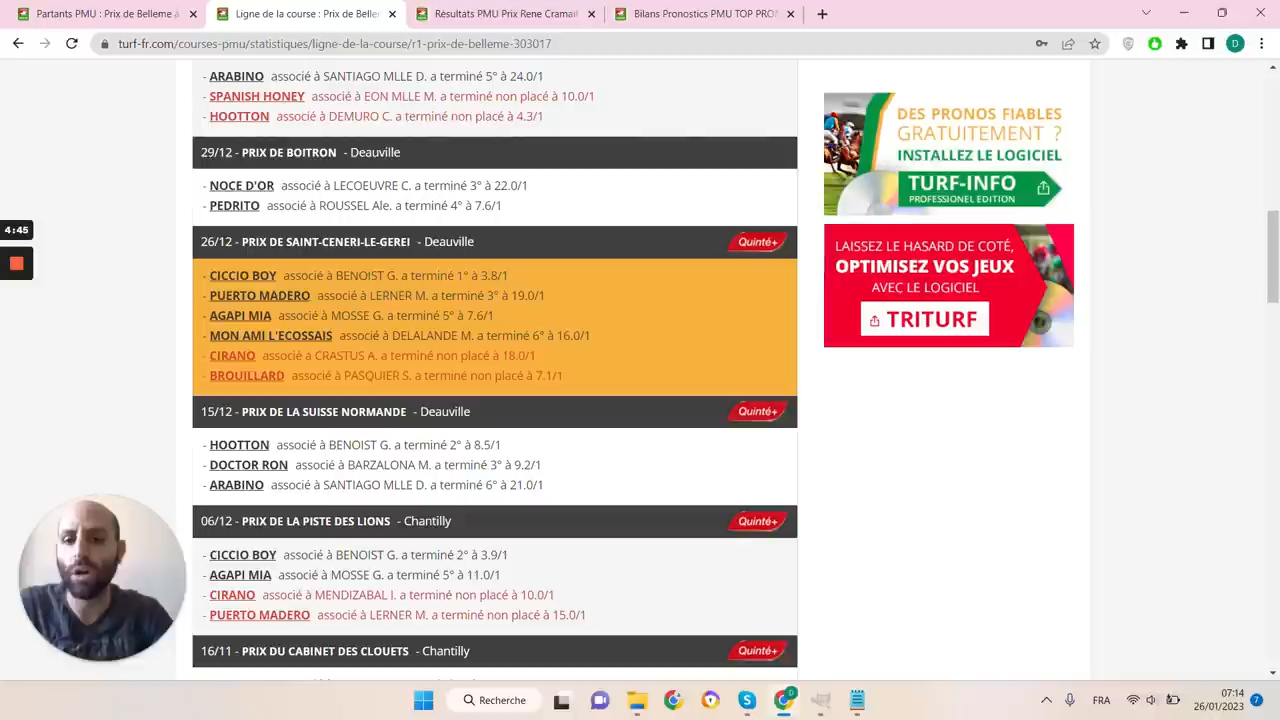 Ligne de la course : Prix de Belleme a
Ligne de la course : Prix de Belle
Résultats PMU Prix Cramail
Bilans Pronostics PMU TOP PRON
turf-fr.com/courses-pmu/statistiques/ligne-de-la-course/r1-prix-de-belleme-303017
- ARABINO associé à SANTIAGO MLLE D. a terminé 5° à 24.0/1
- SPANISH HONEY associé à EON MLLE M. a terminé non placé à 10.0/1
- HOOTTON associé à DEMURO C. a terminé non placé à 4.3/1
29/12 - PRIX DE BOITRON - Deauville
- NOCE D'OR associé à LECOEUVRE C. a terminé 3° à 22.0/1
- PEDRITO associé à ROUSSEL Ale. a terminé 4° à 7.6/1
26/12 - PRIX DE SAINT-CENERI-LE-GEREI - Deauville
Quinté+
- CICCIO BOY associé à BENOIST G. a terminé 1° à 3.8/1
- PUERTO MADERO associé à LERNER M. a terminé 3° à 19.0/1
- AGAPI MIA associé à MOSSE G. a terminé 5° à 7.6/1
- MON AMI L'ECOSSAIS associé à DELALANDE M. a terminé 6° à 16.0/1
- CIRANO associé à CRASTUS A. a terminé non placé à 18.0/1
- BROUILLARD associé à PASQUIER S. a terminé non placé à 7.1/1
15/12 - PRIX DE LA SUISSE NORMANDE - Deauville
Quinté+
- HOOTTON associé à BENOIST G. a terminé 2° à 8.5/1
- DOCTOR RON associé à BARZALONA M. a terminé 3° à 9.2/1
- ARABINO associé à SANTIAGO MLLE D. a terminé 6° à 21.0/1
06/12 - PRIX DE LA PISTE DES LIONS - Chantilly
Quinté+
- CICCIO BOY associé à BENOIST G. a terminé 2° à 3.9/1
- AGAPI MIA associé à MOSSE G. a terminé 5° à 11.0/1
- CIRANO associé à MENDIZABAL I. a terminé non placé à 10.0/1
- PUERTO MADERO associé à LERNER M. a terminé non placé à 15.0/1
16/11 - PRIX DU CABINET DES CLOUETS - Chantilly
Quinté+
DES PRONOS FIABLES
GRATUITEMENT ?
INSTALLEZ LE LOGICIEL
TURF-INFO
PROFESSIONEL EDITION
LAISSEZ LE HASARD DE COTÉ,
OPTIMISEZ VOS JEUX
AVEC LE LOGICIEL
TRITURF
4:45
Recherche
FRA
07:14
26/01/2023